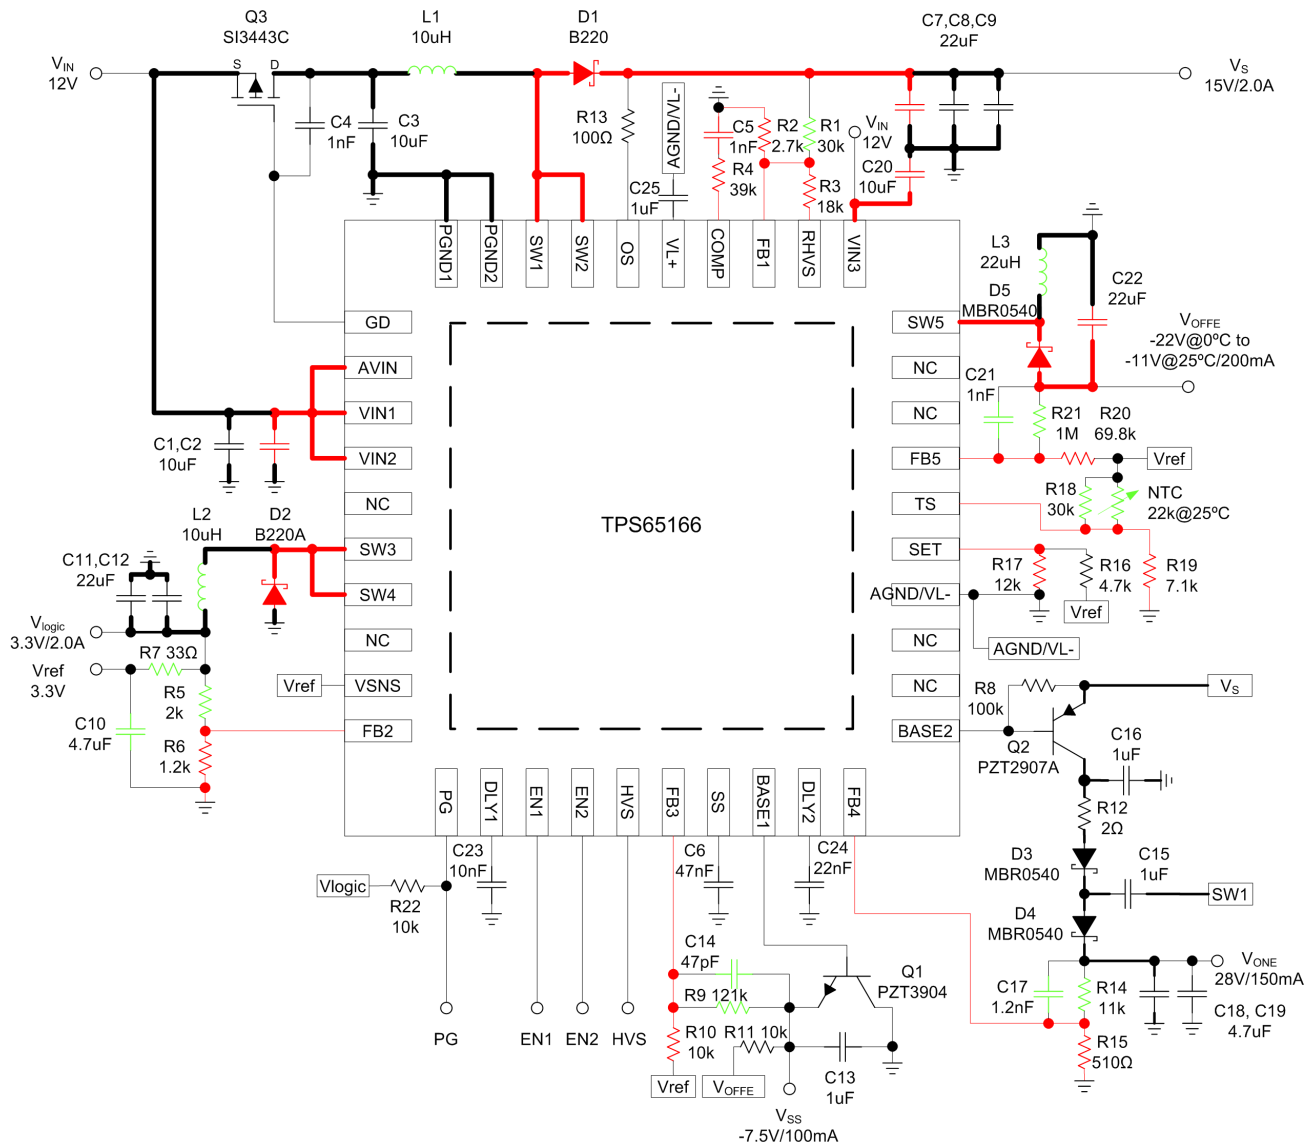 Q3
SI3443C
L1
10uH
D1
B220
C7,C8,C9
22uF
VIN
12V
S
D
VS
15V/2.0A
C4
1nF
C3
10uF
R13
100Ω
AGND/VL-
C25
1uF
C5
1nF
R4
39k
R2
2.7k
R1
30k
R3
18k
VIN
12V
C20
10uF
PGND1
PGND2
SW1
SW2
OS
VL+
COMP
FB1
RHVS
VIN3
L3
22uH
D5
MBR0540
C22
22uF
VOFFE
-22V@0ºC to
-11V@25ºC/200mA
GD
AVIN
VIN1
VIN2
NC
SW3
SW4
NC
VSNS
FB2
SW5
NC
NC
FB5
TS
SET
AGND/VL-
NC
NC
BASE2
TPS65166
C1,C2
10uF
C21
1nF
R21
1M
R20
69.8k
Vref
R18
30k
NTC
22k@25ºC
R17
12k
R16
4.7k
Vref
R19
7.1k
AGND/VL-
L2
10uH
D2
B220A
C11,C12
22uF
Vlogic
3.3V/2.0A
Vref
3.3V
R7 33Ω
R5
2k
C10
4.7uF
R6
1.2k
Vref
R8
100k
VS
Q2
PZT2907A
C16
1uF
R12
2Ω
D3
MBR0540
C15
1uF
SW1
D4
MBR0540
VONE
28V/150mA
C17
1.2nF
R14
11k
C18, C19
4.7uF
R15
510Ω
PG
DLY1
EN1
EN2
HVS
FB3
SS
BASE1
DLY2
FB4
C23
10nF
C6
47nF
C24
22nF
Vlogic
R22
10k
C14
47pF
R9 121k
Q1
PZT3904
R10
10k
R11 10k
C13
1uF
Vref
VOFFE
VSS
-7.5V/100mA
PG
EN1
EN2
HVS